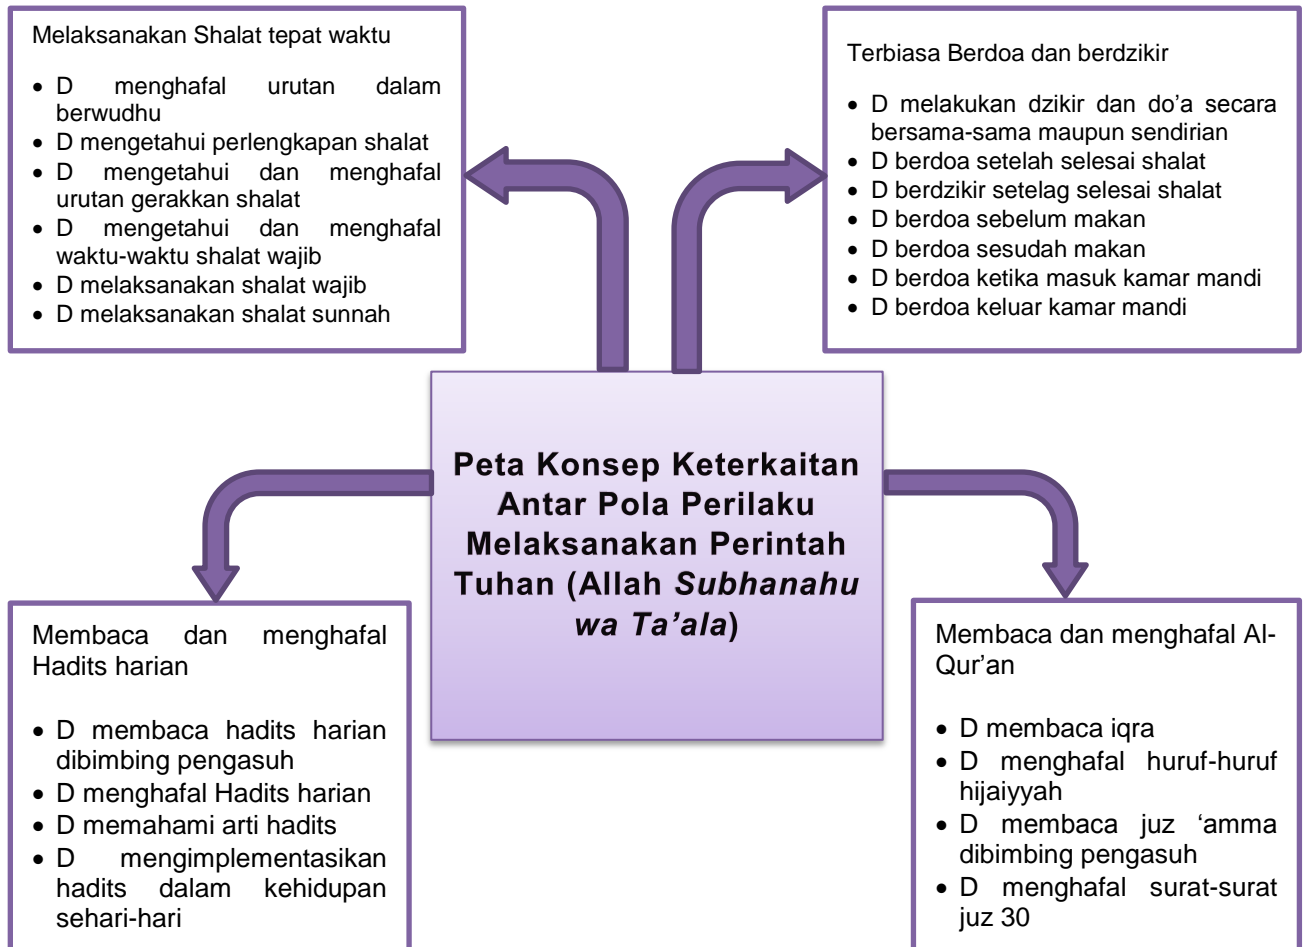 Melaksanakan Shalat tepat waktu
• D menghafal urutan dalam
berwudhu
• D mengetahui perlengkapan shalat
• D mengetahui dan menghafal
urutan gerakkan shalat
• D mengetahui dan menghafal
waktu-waktu shalat wajib
• D melaksanakan shalat wajib
• D melaksanakan shalat sunnah
Terbiasa Berdoa dan berdzikir
• D melakukan dzikir dan do’a secara
bersama-sama maupun sendirian
• D berdoa setelah selesai shalat
• D berdzikir setelag selesai shalat
• D berdoa sebelum makan
• D berdoa sesudah makan
• D berdoa ketika masuk kamar mandi
• D berdoa keluar kamar mandi
Peta Konsep Keterkaitan
Antar Pola Perilaku
Melaksanakan Perintah
Tuhan (Allah Subhanahu
wa Ta’ala)
Membaca dan menghafal
Hadits harian
• D membaca hadits harian
dibimbing pengasuh
• D menghafal Hadits harian
• D memahami arti hadits
• D mengimplementasikan
hadits dalam kehidupan
sehari-hari
Membaca dan menghafal Al-
Qur’an
• D membaca iqra
• D menghafal huruf-huruf
hijaiyyah
• D membaca juz ‘amma
dibimbing pengasuh
• D menghafal surat-surat
juz 30